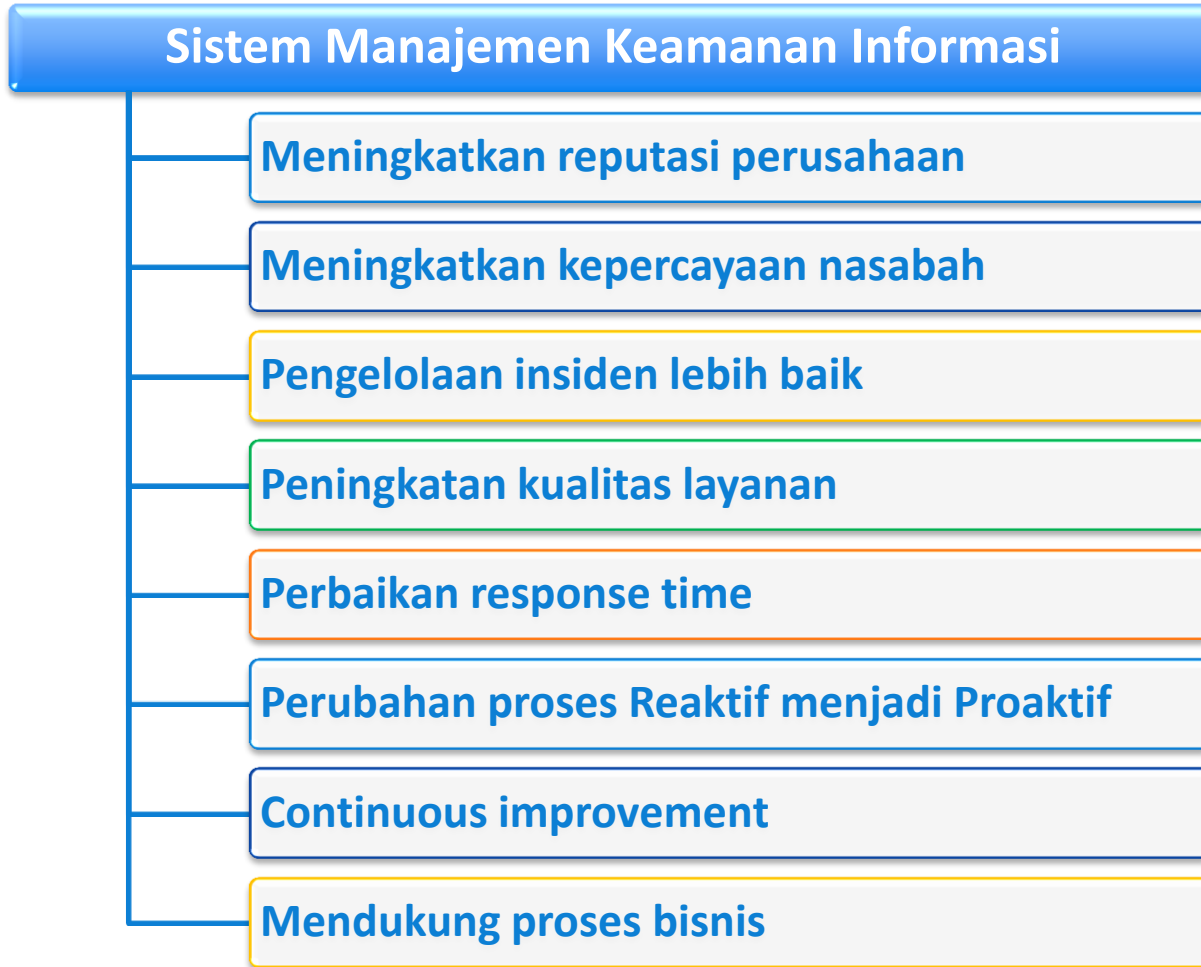 Sistem Manajemen Keamanan Informasi
Meningkatkan reputasi perusahaan
Meningkatkan kepercayaan nasabah
Pengelolaan insiden lebih baik
Peningkatan kualitas layanan
Perbaikan response time
Perubahan proses Reaktif menjadi Proaktif
Continuous improvement
Mendukung proses bisnis